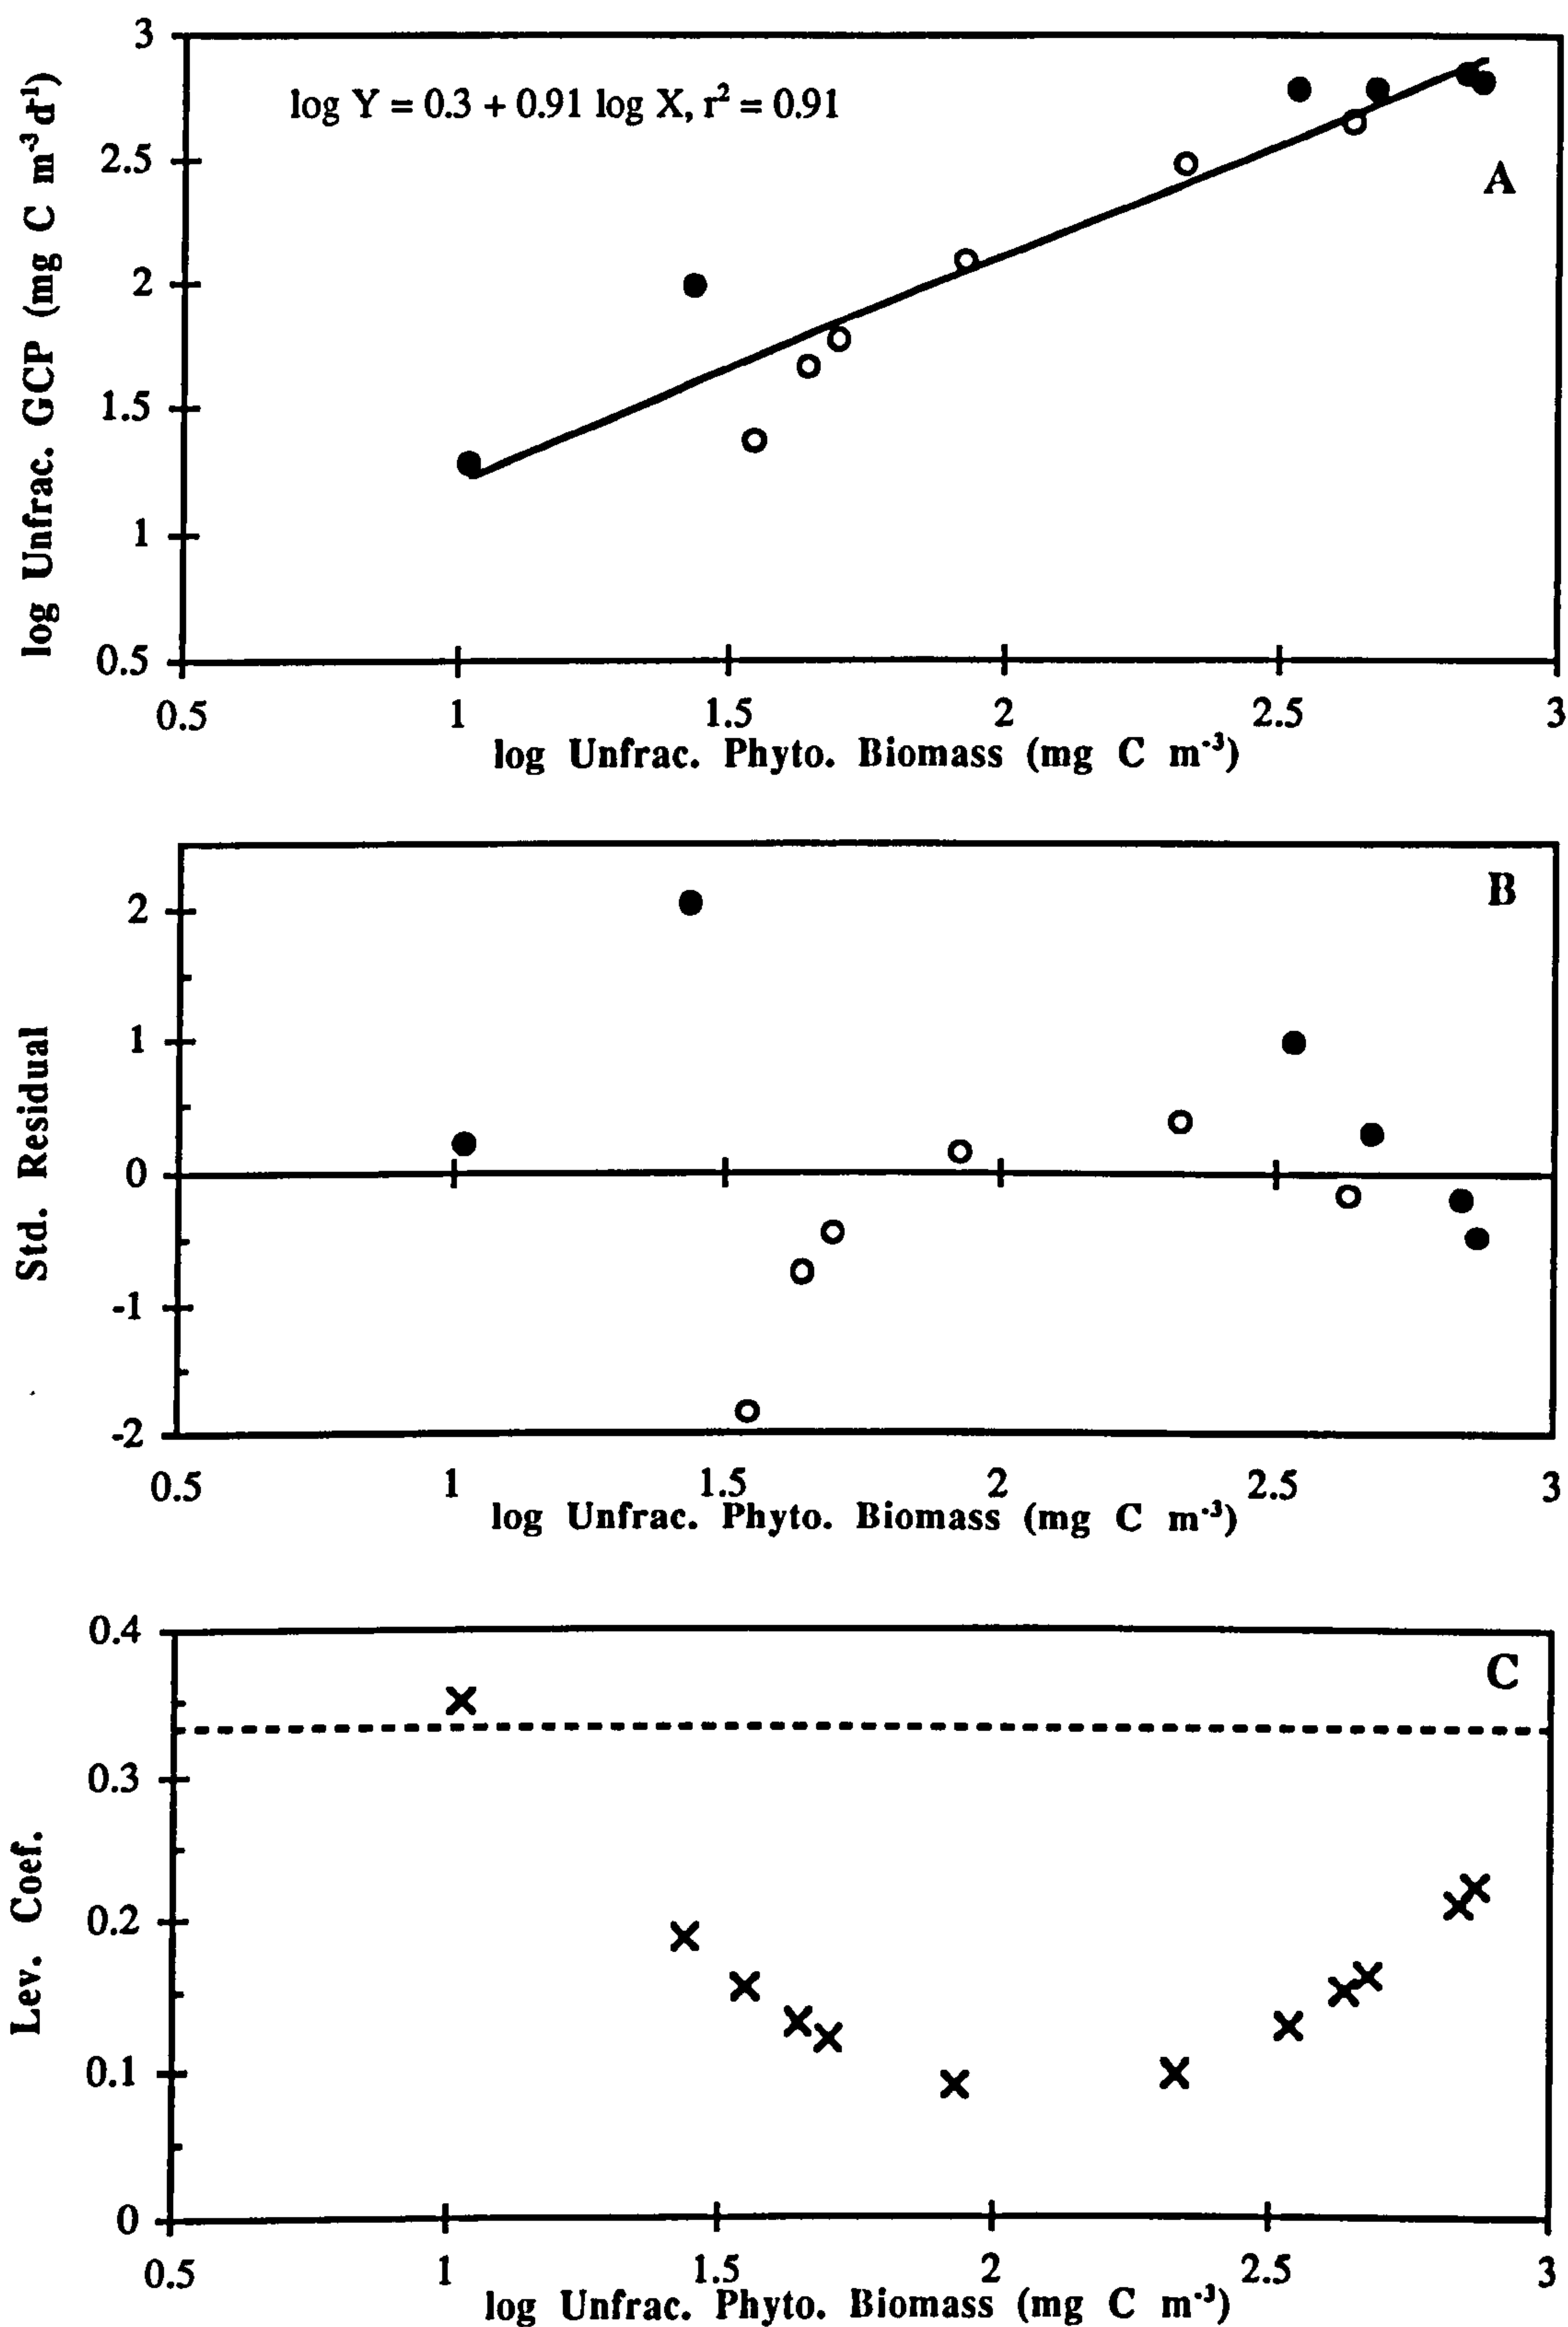 3
log Y = 0.3 + 0.91 log X, r² = 0.91
2.5
A
2
1.5
1
0.5
log Unfrac. GCP (mg C m⁻³d⁻¹)
0.5 1 1.5 2 2.5 3
log Unfrac. Phyto. Biomass (mg C m⁻³)
B
2
1
0
-1
-2
Std. Residual
0.5 1 1.5 2 2.5 3
log Unfrac. Phyto. Biomass (mg C m⁻³)
0.4
C
0.3
0.2
0.1
0
Lev. Coef.
0.5 1 1.5 2 2.5 3
log Unfrac. Phyto. Biomass (mg C m⁻³)